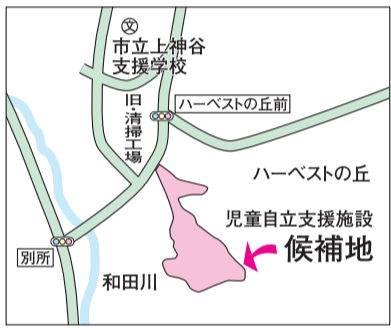 文
市立上神谷
支援学校
旧・清掃工場
ハーベストの丘前
ハーベストの丘
児童自立支援施設
候補地
別所
和田川